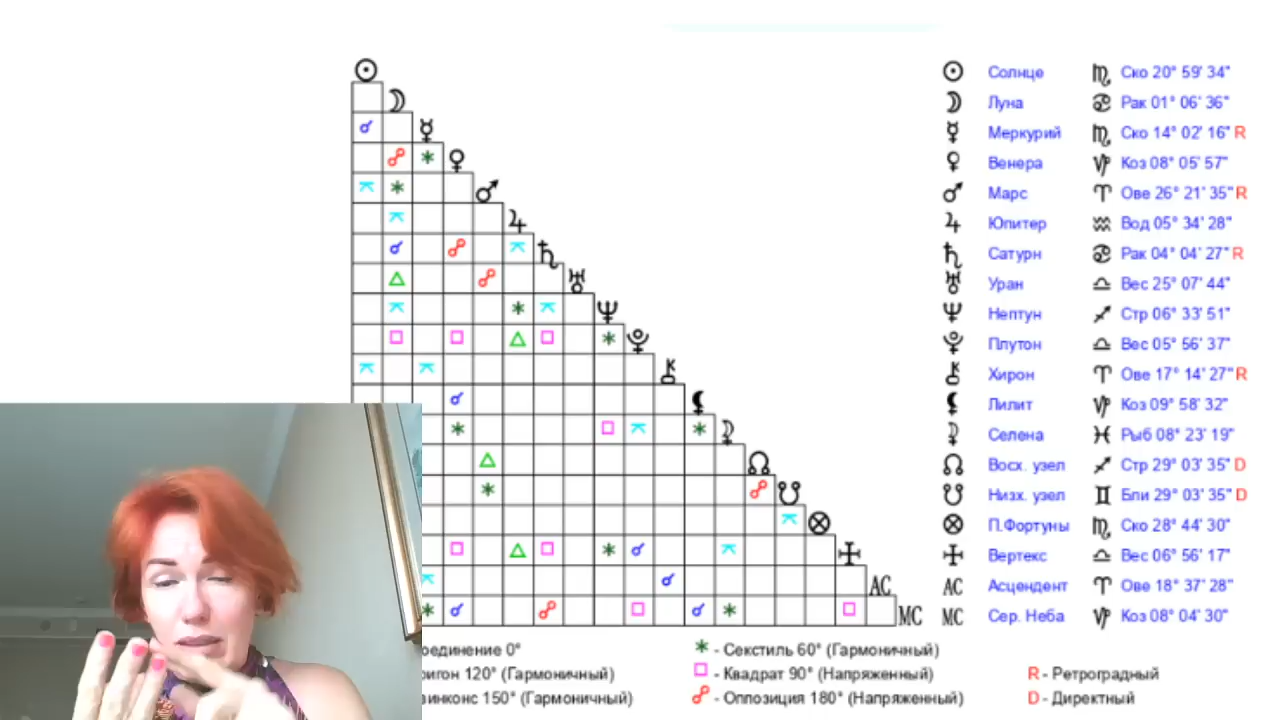 Солнце Ско 20° 59' 34"
Луна Рак 01° 06' 36"
Меркурий Ско 14° 02' 16" R
Венера Коз 08° 05' 57"
Марс Ове 26° 21' 35" R
Юпитер Вод 05° 34' 28"
Сатурн Рак 04° 04' 27" R
Уран Вес 25° 07' 44"
Нептун Стр 06° 33' 51"
Плутон Вес 05° 56' 37"
Хирон Ове 17° 14' 27" R
Лилит Коз 09° 58' 32"
Селена Рыб 08° 23' 19"
Восх. узел Стр 29° 03' 35" D
Низх. узел Бли 29° 03' 35" D
П.Фортуны Ско 28° 44' 30"
Вертекс Вес 06° 56' 17"
AC AC Асцендент Ове 18° 37' 28"
MC MC Сер. Неба Коз 08° 04' 30"
оединение 0° - Секстиль 60° (Гармоничный)
ригон 120° (Гармоничный) - Квадрат 90° (Напряженный) R - Ретроградный
винконс 150° (Гармоничный) - Оппозиция 180° (Напряженный) D - Директный